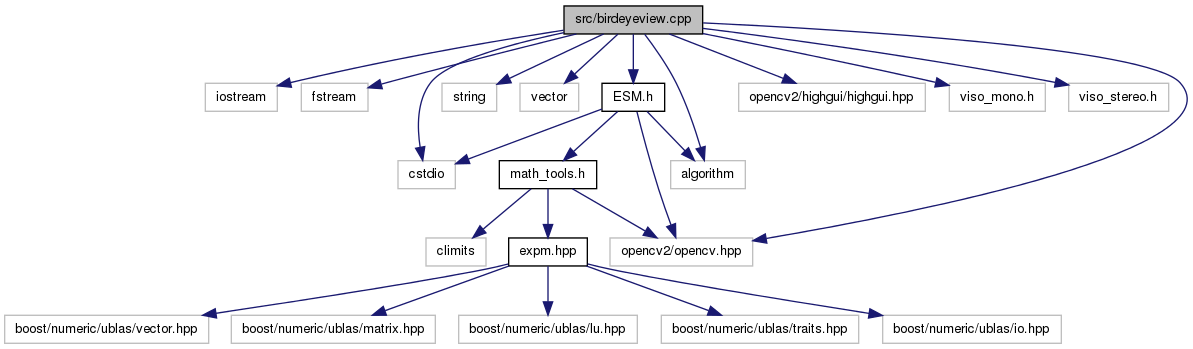 src/birdeyeview.cpp
iostream
fstream
string
vector
ESM.h
opencv2/highgui/highgui.hpp
viso_mono.h
viso_stereo.h
cstdio
math_tools.h
algorithm
climits
expm.hpp
opencv2/opencv.hpp
boost/numeric/ublas/vector.hpp
boost/numeric/ublas/matrix.hpp
boost/numeric/ublas/lu.hpp
boost/numeric/ublas/traits.hpp
boost/numeric/ublas/io.hpp